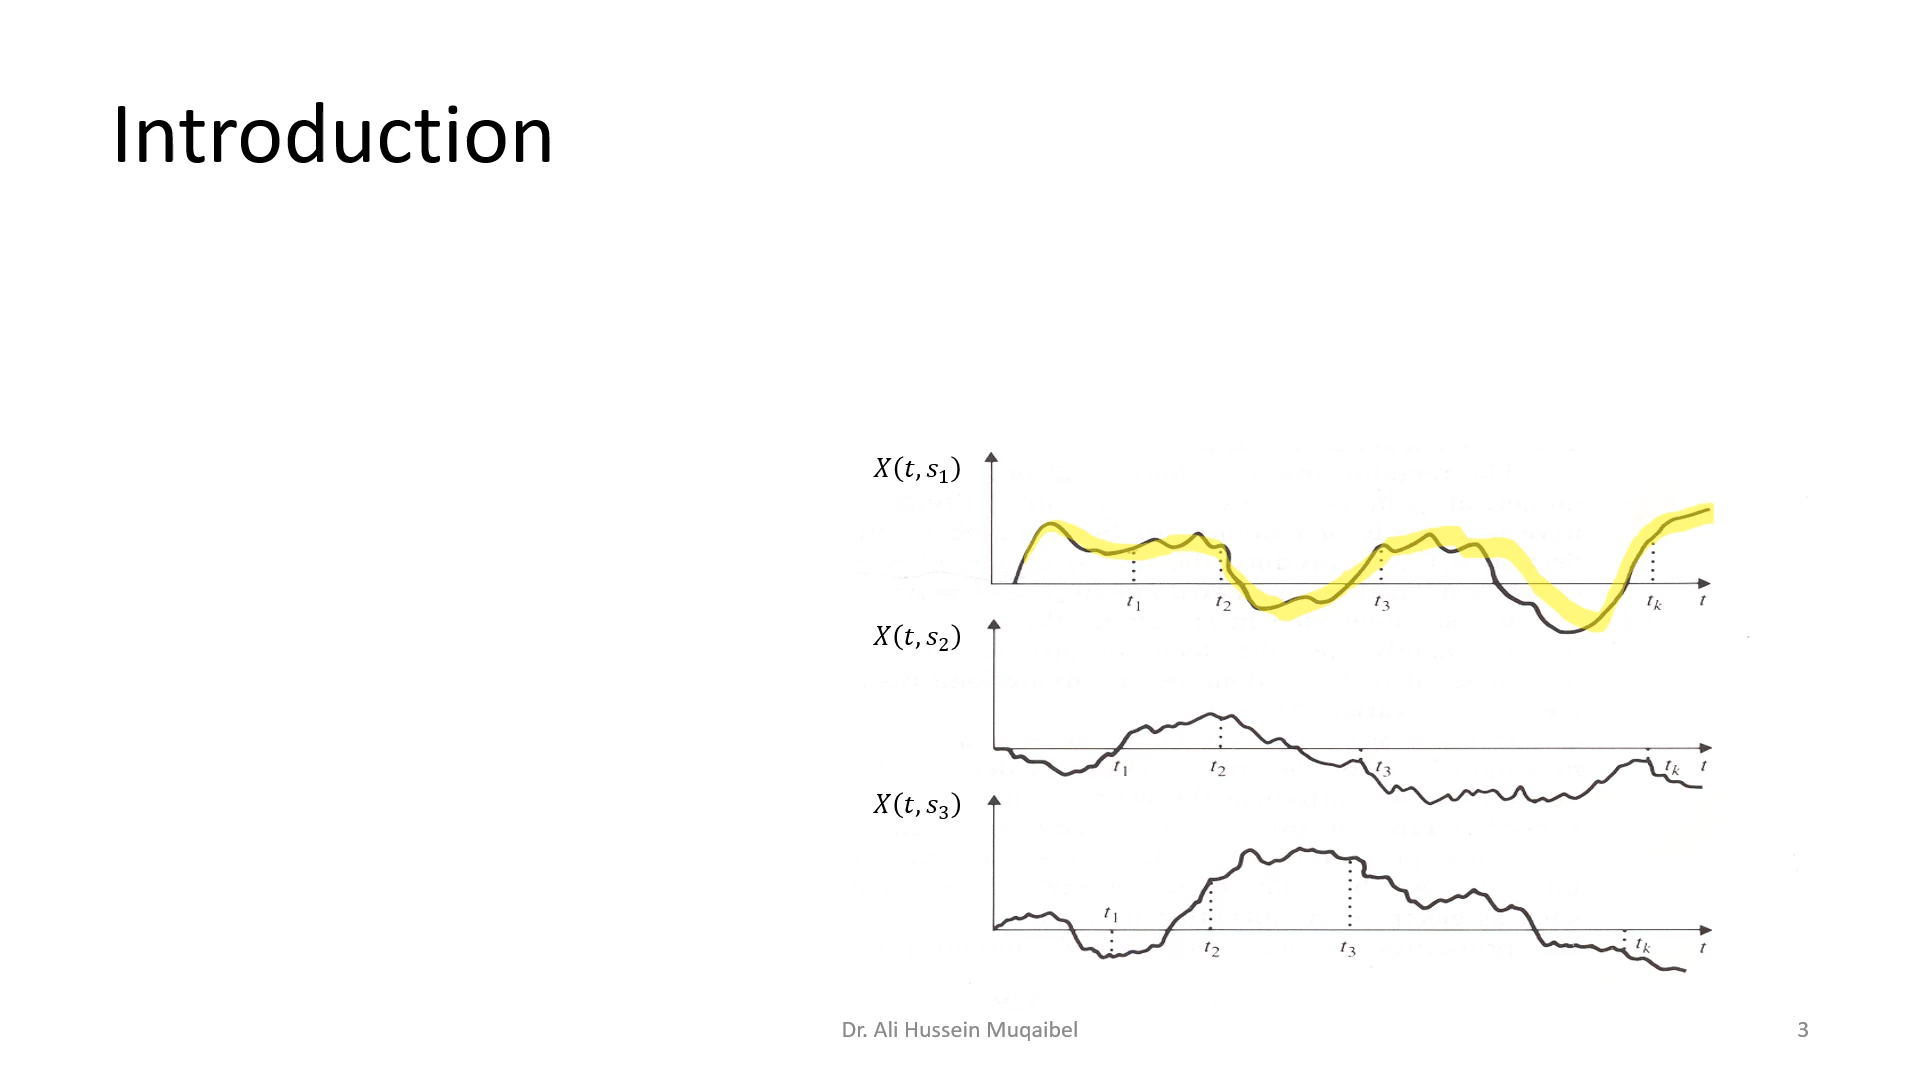 Introduction
X(t, s₁)
t₁ t₂ t₃ tₖ t
X(t, s₂)
t₁ t₂ t₃ tₖ t
X(t, s₃)
t₁
t₂ t₃ tₖ t
Dr. Ali Hussein Muqaibel 3